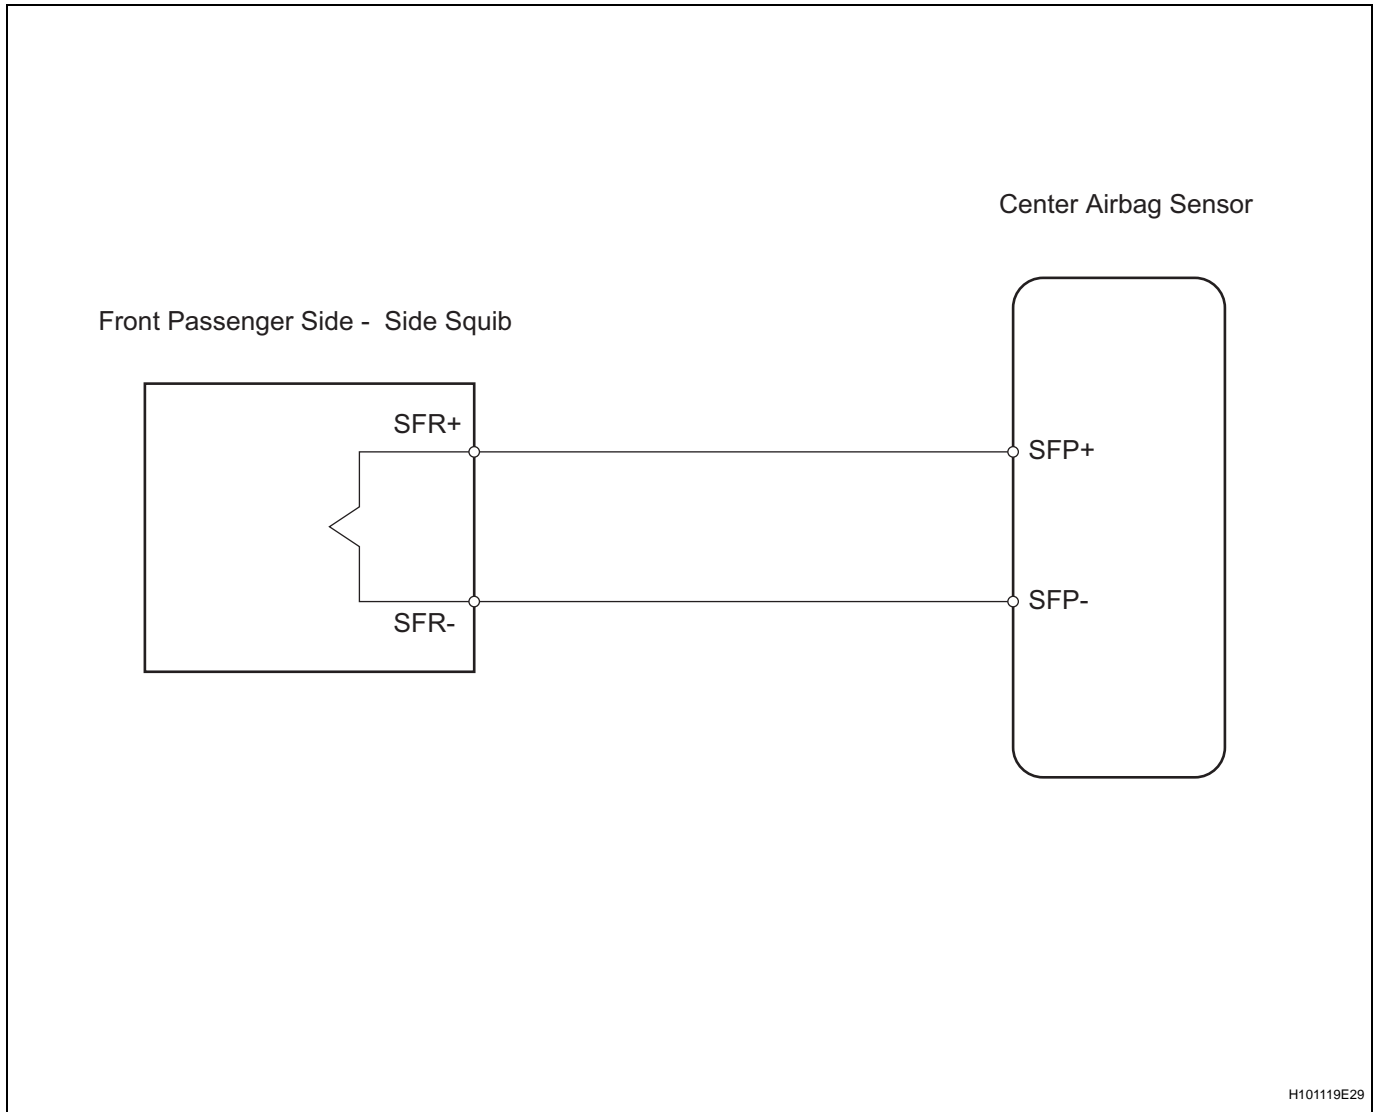 Center Airbag Sensor
Front Passenger Side -  Side Squib
SFR+
SFP+
SFP-
SFR-
H101119E29